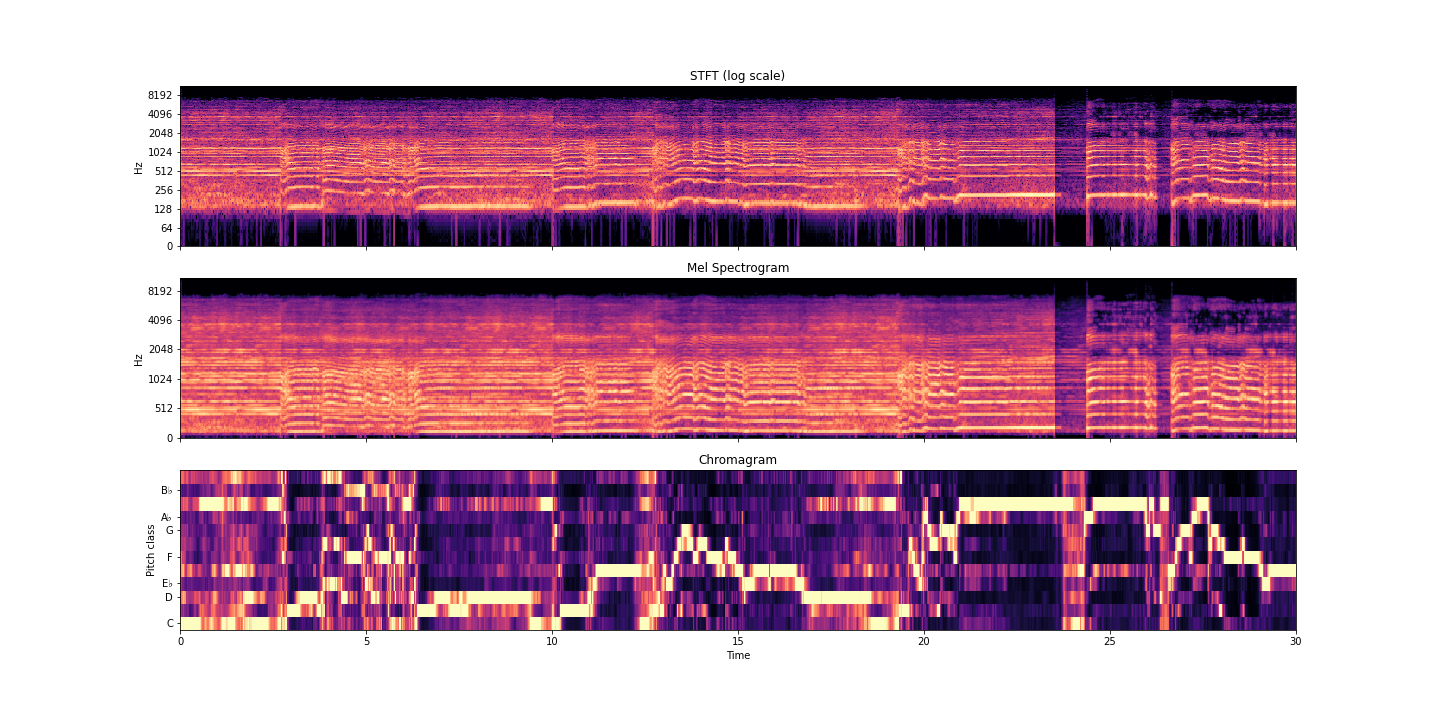 STFT (log scale)
8192
4096
2048
1024
512
256
128
64
0
Hz
Mel Spectrogram
8192
4096
2048
1024
512
0
Hz
Chromagram
B♭
A♭
G
F
E♭
D
C
Pitch class
0 5 10 15 20 25 30
Time